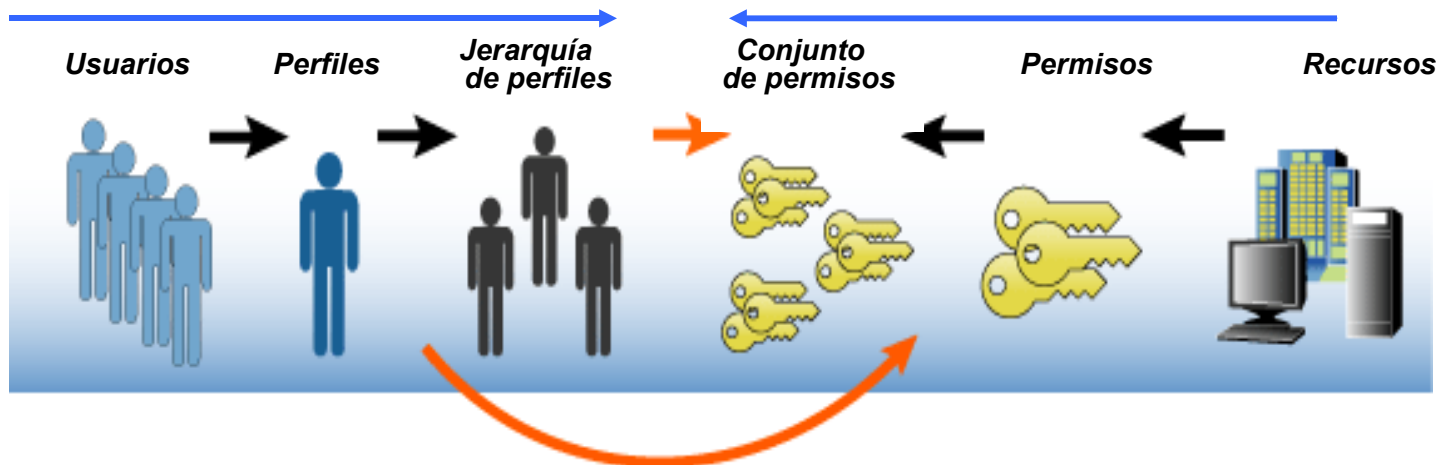 Usuarios
Perfiles
Jerarquía
de perfiles
Conjunto
de permisos
Permisos
Recursos